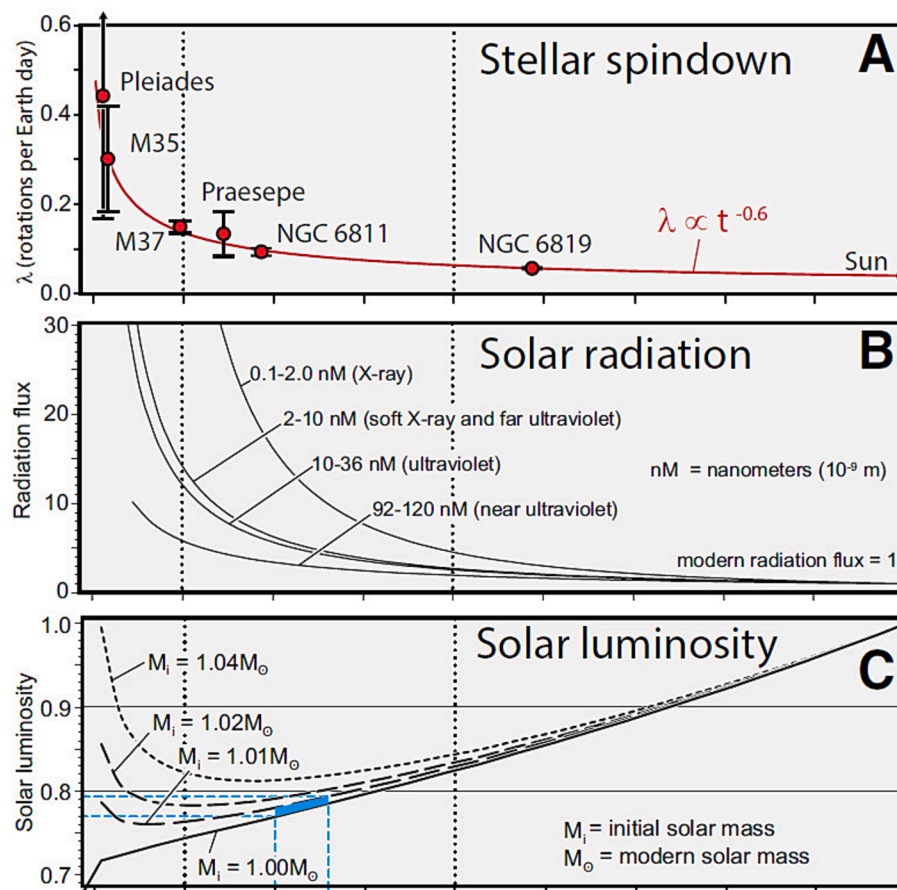 Stellar spindown
A
λ (rotations per Earth day)
0.6
0.4
0.2
0.0
Pleiades
M35
M37
Praesepe
NGC 6811
NGC 6819
λ ∝ t -0.6
Sun
Solar radiation
B
Radiation flux
30
20
10
0
0.1-2.0 nM (X-ray)
2-10 nM (soft X-ray and far ultraviolet)
10-36 nM (ultraviolet)
92-120 nM (near ultraviolet)
nM = nanometers (10-9 m)
modern radiation flux = 1
Solar luminosity
C
Solar luminosity
1.0
0.9
0.8
0.7
Mi = 1.04M⊙
Mi = 1.02M⊙
Mi = 1.01M⊙
Mi = 1.00M⊙
Mi = initial solar mass
M⊙ = modern solar mass